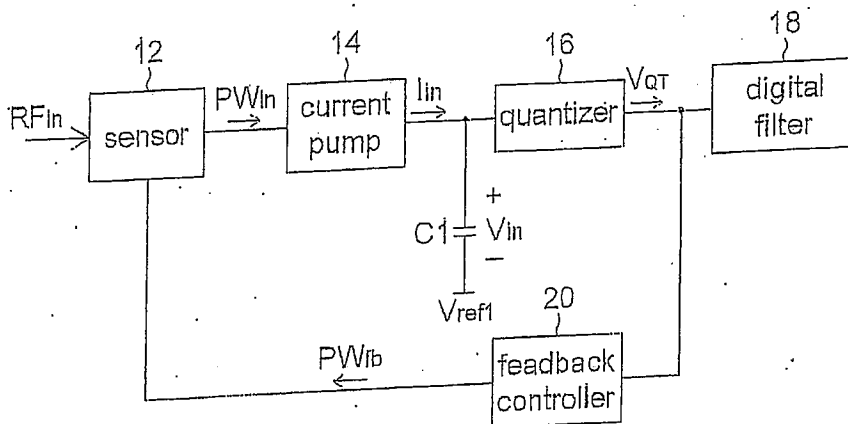 12
14
16
18
RFin
sensor
PWin
current
pump
Iin
quantizer
VQT
digital
filter
C1
+
Vin
−
Vref1
20
PWfb
feadback
controller